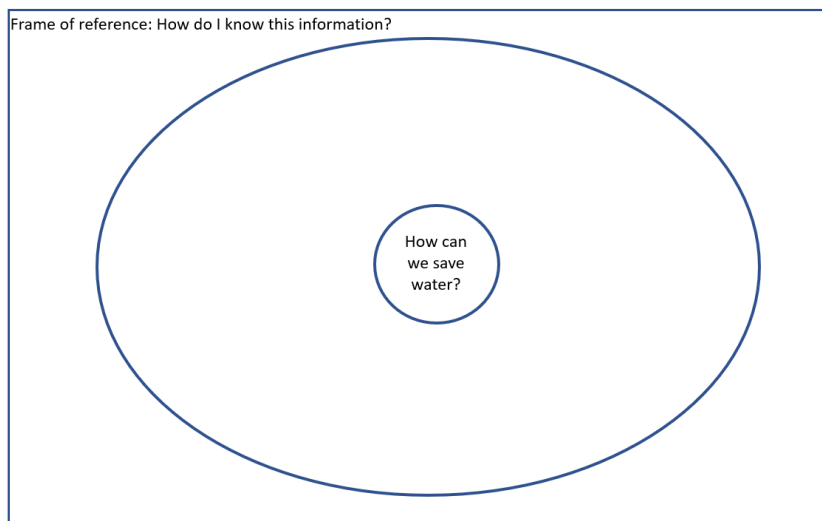 Frame of reference: How do I know this information?
How can
we save
water?